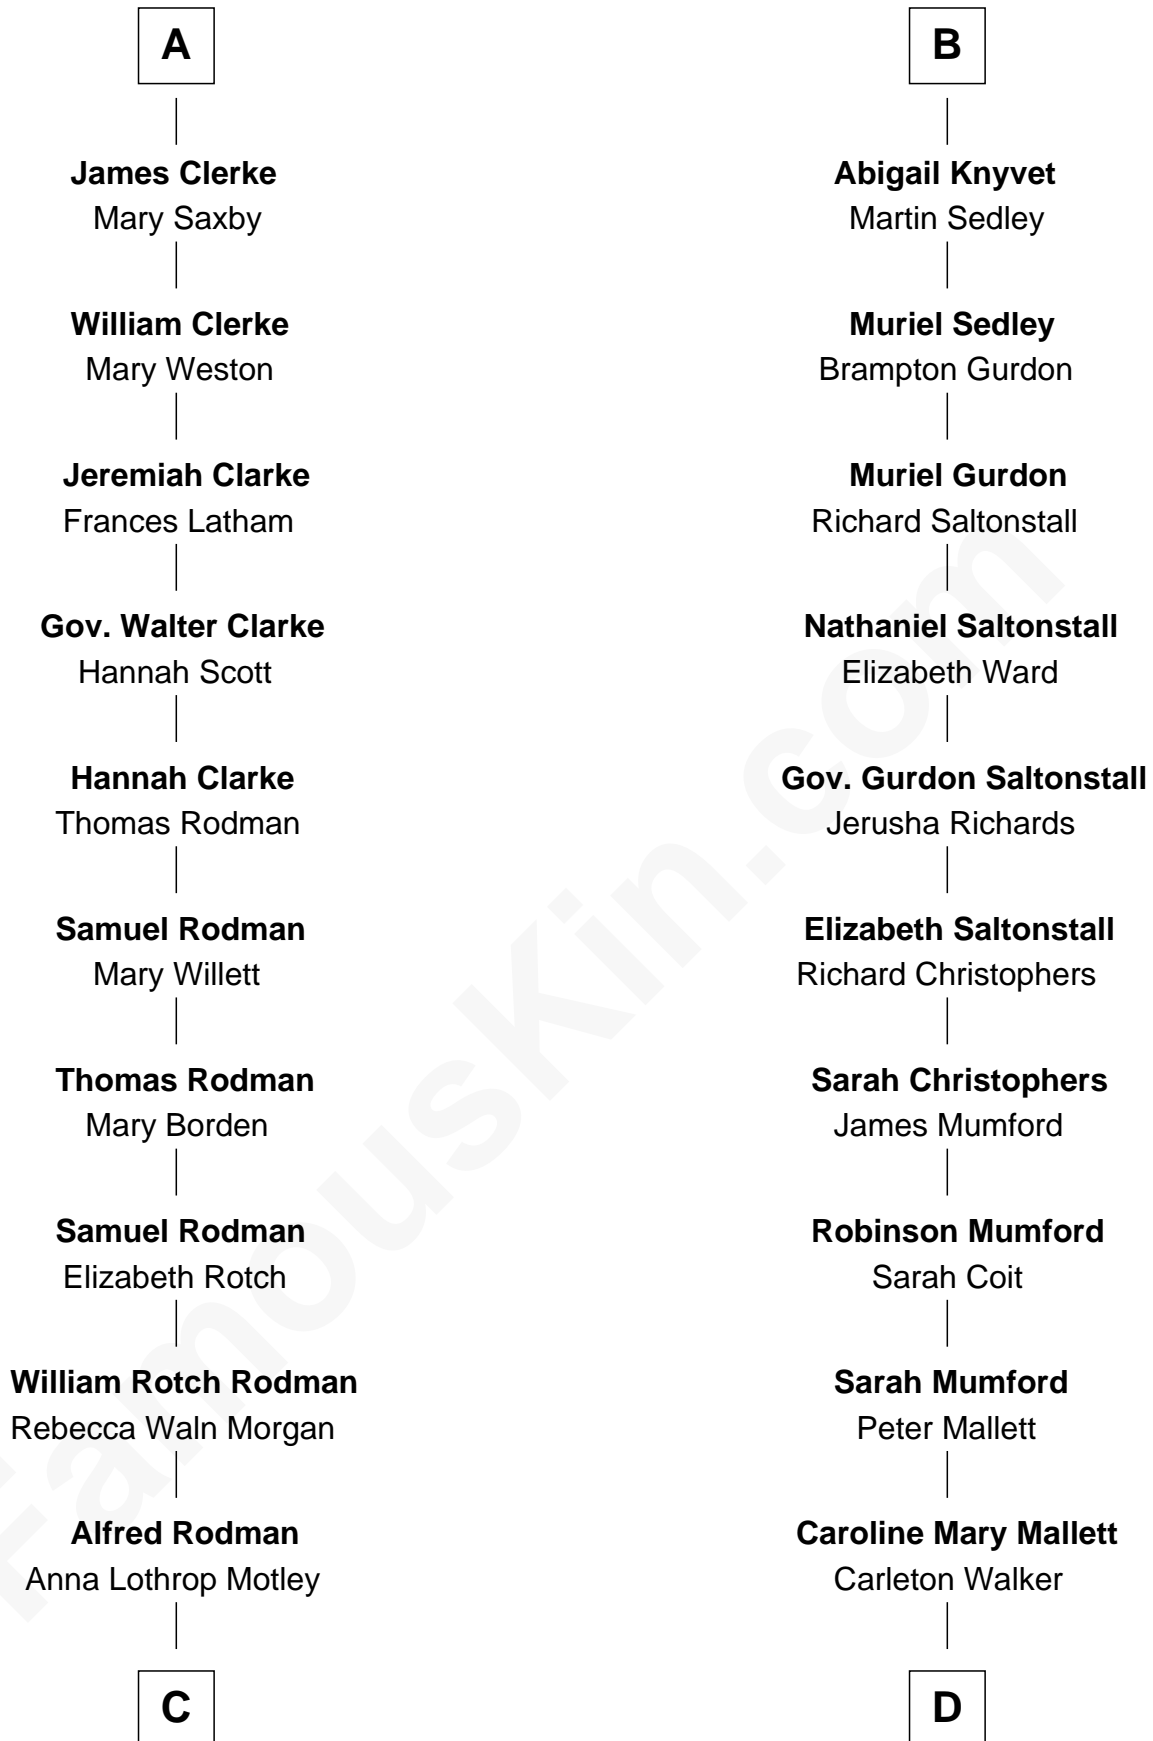 A
James Clerke
Mary Saxby
William Clerke
Mary Weston
Jeremiah Clarke
Frances Latham
Gov. Walter Clarke
Hannah Scott
Hannah Clarke
Thomas Rodman
Samuel Rodman
Mary Willett
Thomas Rodman
Mary Borden
Samuel Rodman
Elizabeth Rotch
William Rotch Rodman
Rebecca Waln Morgan
Alfred Rodman
Anna Lothrop Motley
C
B
Abigail Knyvet
Martin Sedley
Muriel Sedley
Brampton Gurdon
Muriel Gurdon
Richard Saltonstall
Nathaniel Saltonstall
Elizabeth Ward
Gov. Gurdon Saltonstall
Jerusha Richards
Elizabeth Saltonstall
Richard Christophers
Sarah Christophers
James Mumford
Robinson Mumford
Sarah Coit
Sarah Mumford
Peter Mallett
Caroline Mary Mallett
Carleton Walker
D
FamousKin.com